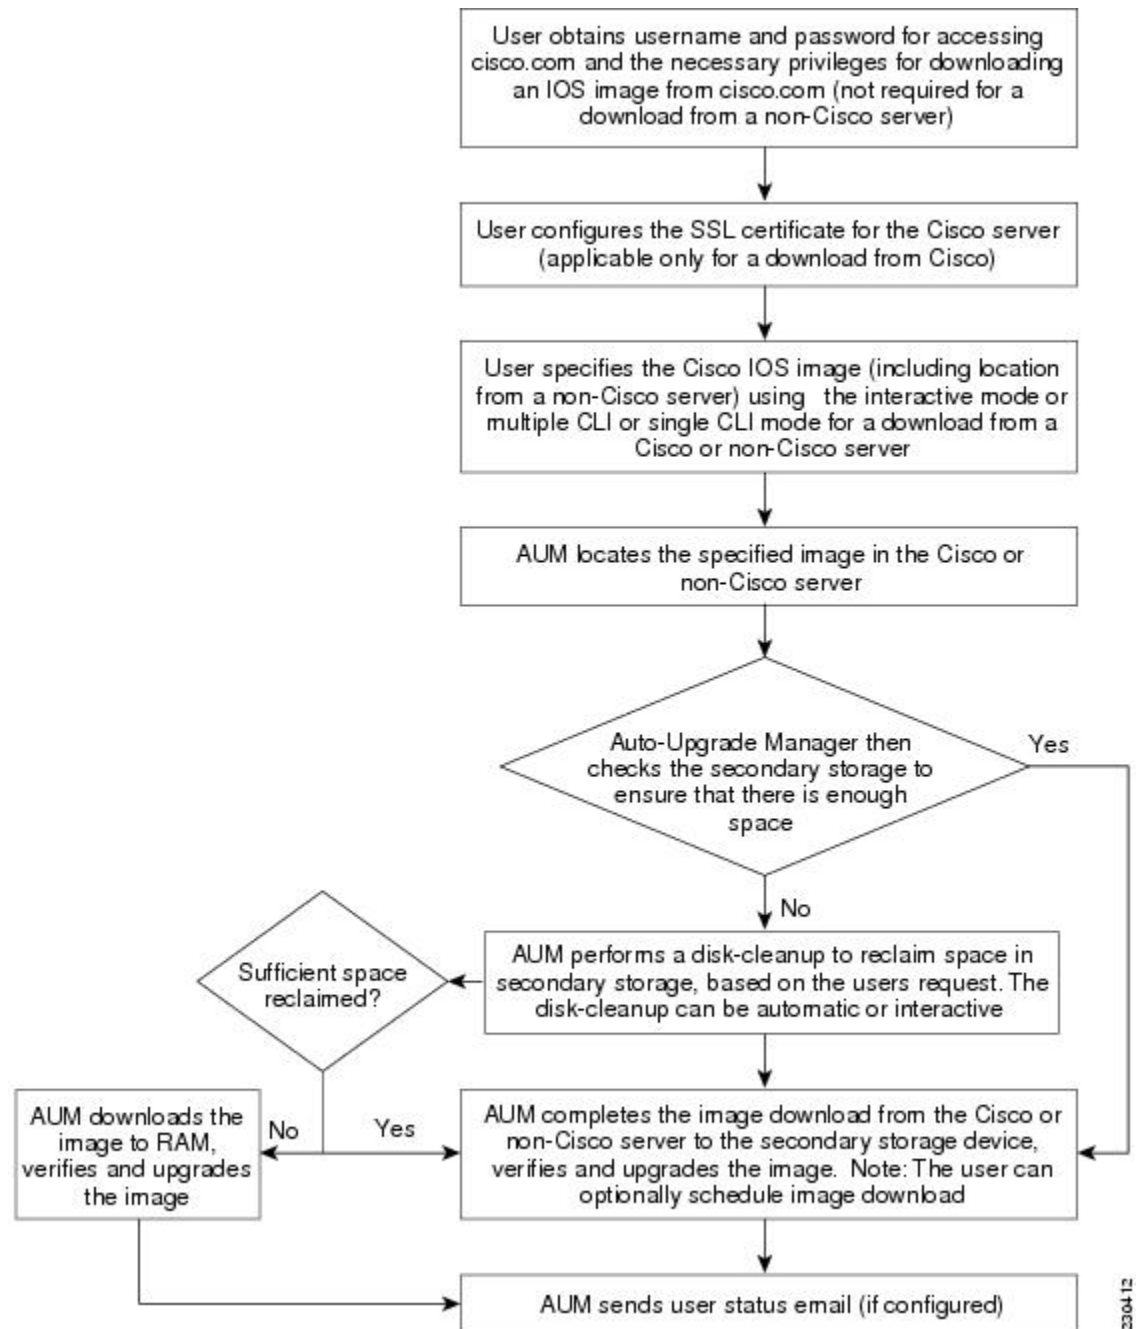 User obtains username and password for accessing
cisco.com and the necessary privileges for downloading
an IOS image from cisco.com (not required for a
download from a non-Cisco server)
User configures the SSL certificate for the Cisco server
(applicable only for a download from Cisco)
User specifies the Cisco IOS image (including location
from a non-Cisco server) using the interactive mode or
multiple CLI or single CLI mode for a download from a
Cisco or non-Cisco server
AUM locates the specified image in the Cisco or
non-Cisco server
Auto-Upgrade Manager then
checks the secondary storage to
ensure that there is enough
space
Yes
No
AUM performs a disk-cleanup to reclaim space in
secondary storage, based on the users request. The
disk-cleanup can be automatic or interactive
Sufficient space
reclaimed?
No
Yes
AUM downloads the
image to RAM,
verifies and upgrades
the image
AUM completes the image download from the Cisco or
non-Cisco server to the secondary storage device,
verifies and upgrades the image. Note: The user can
optionally schedule image download
AUM sends user status email (if configured)
230412